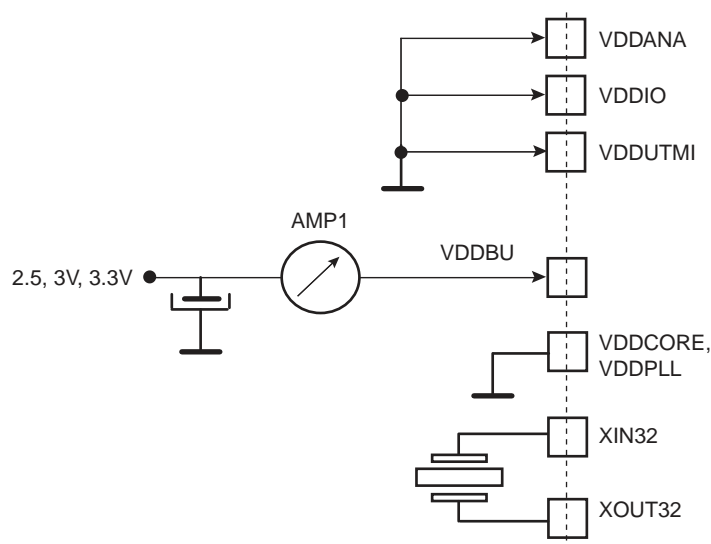 VDDANA
VDDIO
VDDUTMI
AMP1
VDDBU
2.5, 3V, 3.3V
VDDCORE,
VDDPLL
XIN32
XOUT32